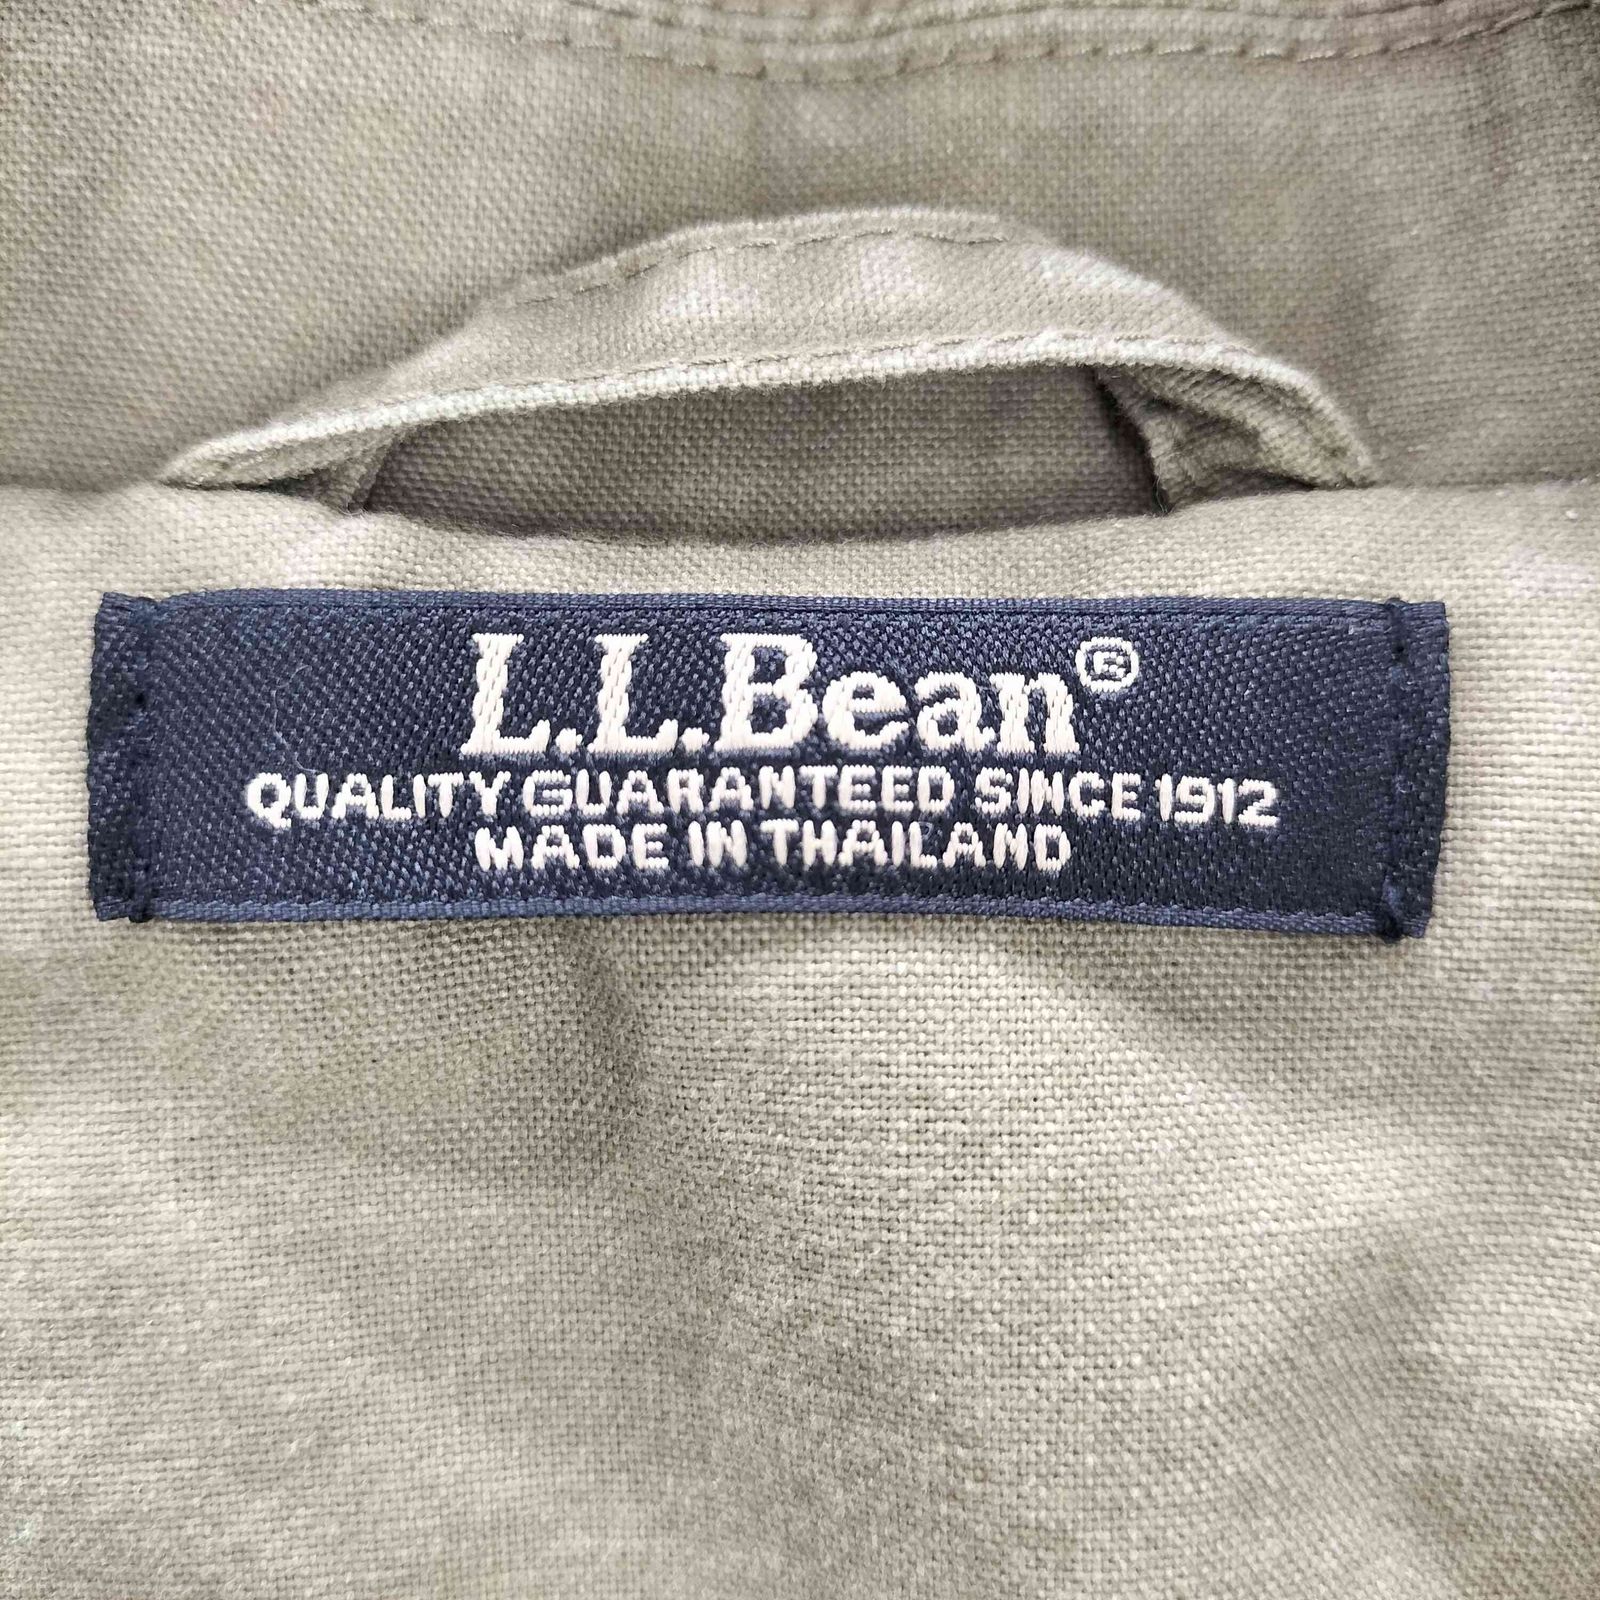 L.L.Bean®
QUALITY GUARANTEED SINCE 1912
MADE IN THAILAND